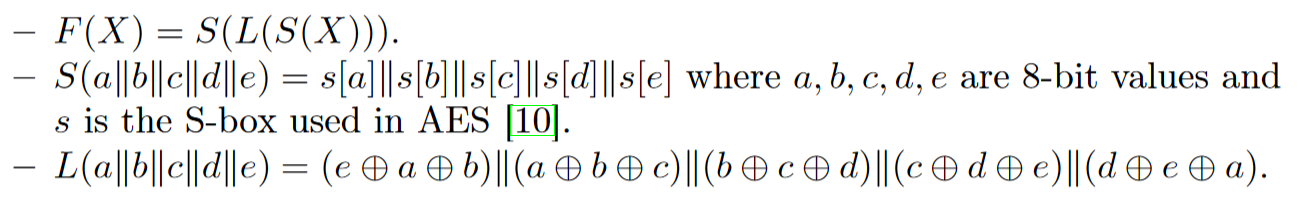 – F(X) = S(L(S(X))).
– S(a‖b‖c‖d‖e) = s[a]‖s[b]‖s[c]‖s[d]‖s[e] where a, b, c, d, e are 8-bit values and
s is the S-box used in AES [10].
– L(a‖b‖c‖d‖e) = (e ⊕ a ⊕ b)‖(a ⊕ b ⊕ c)‖(b ⊕ c ⊕ d)‖(c ⊕ d ⊕ e)‖(d ⊕ e ⊕ a).